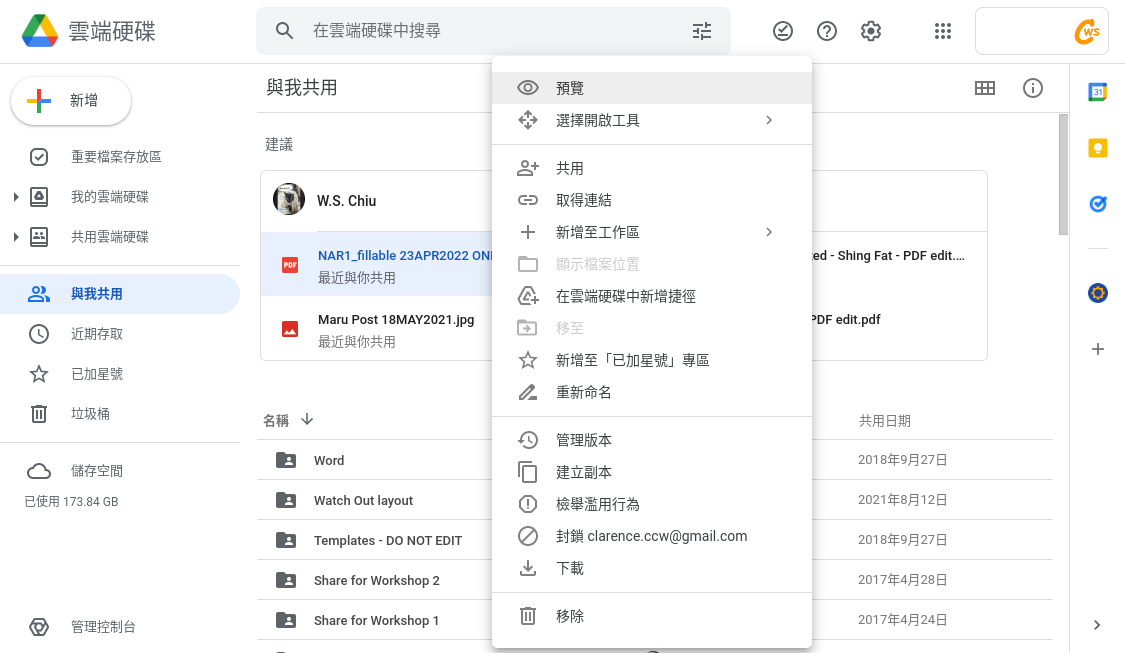 雲端硬碟
在雲端硬碟中搜尋
cws
新增
重要檔案存放區
我的雲端硬碟
共用雲端硬碟
與我共用
近期存取
已加星號
垃圾桶
儲存空間
已使用 173.84 GB
管理控制台
與我共用
建議
W.S. Chiu
PDF
NAR1_fillable 23APR2022 ONL
最近與你共用
Maru Post 18MAY2021.jpg
最近與你共用
ed - Shing Fat - PDF edit....
PDF edit.pdf
名稱
共用日期
Word
2018年9月27日
Watch Out layout
2021年8月12日
Templates - DO NOT EDIT
2018年9月27日
Share for Workshop 2
2017年4月28日
Share for Workshop 1
2017年4月24日
預覽
選擇開啟工具
共用
取得連結
新增至工作區
顯示檔案位置
在雲端硬碟中新增捷徑
移至
新增至「已加星號」專區
重新命名
管理版本
建立副本
檢舉濫用行為
封鎖 clarence.ccw@gmail.com
下載
移除
31